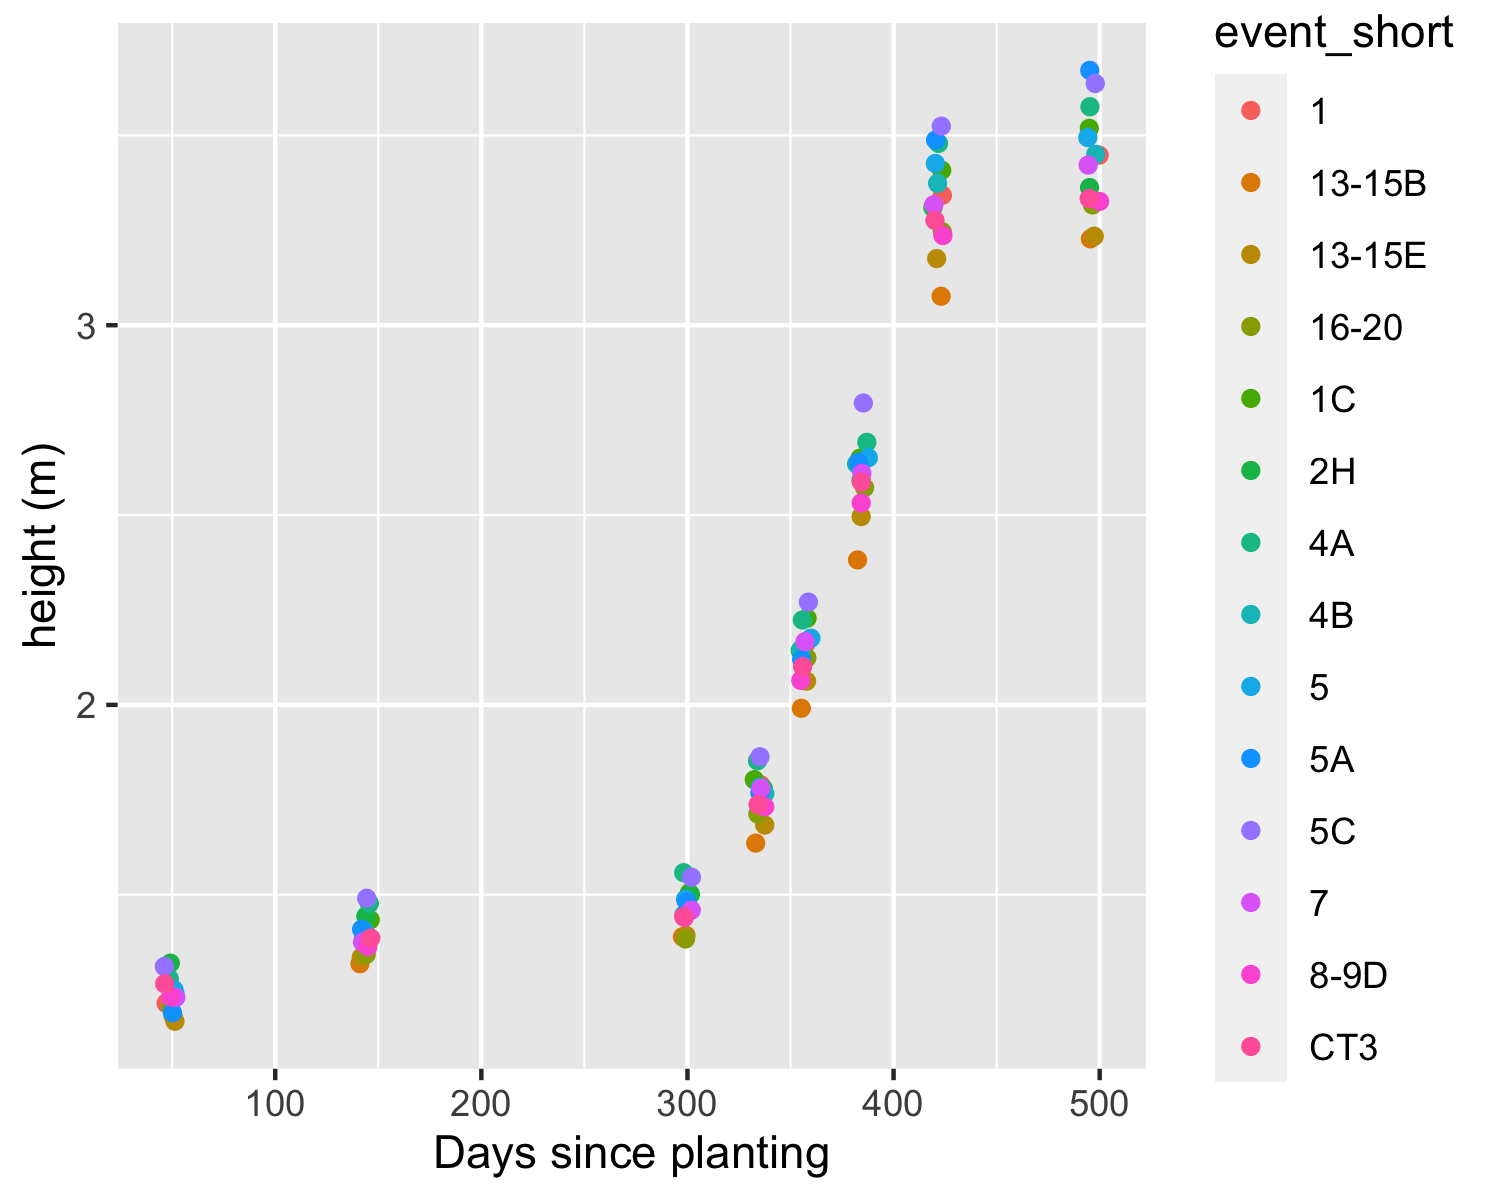 event_short
1
13-15B
13-15E
16-20
1C
2H
4A
4B
5
5A
5C
7
8-9D
CT3
height (m)
3
2
100 200 300 400 500
Days since planting